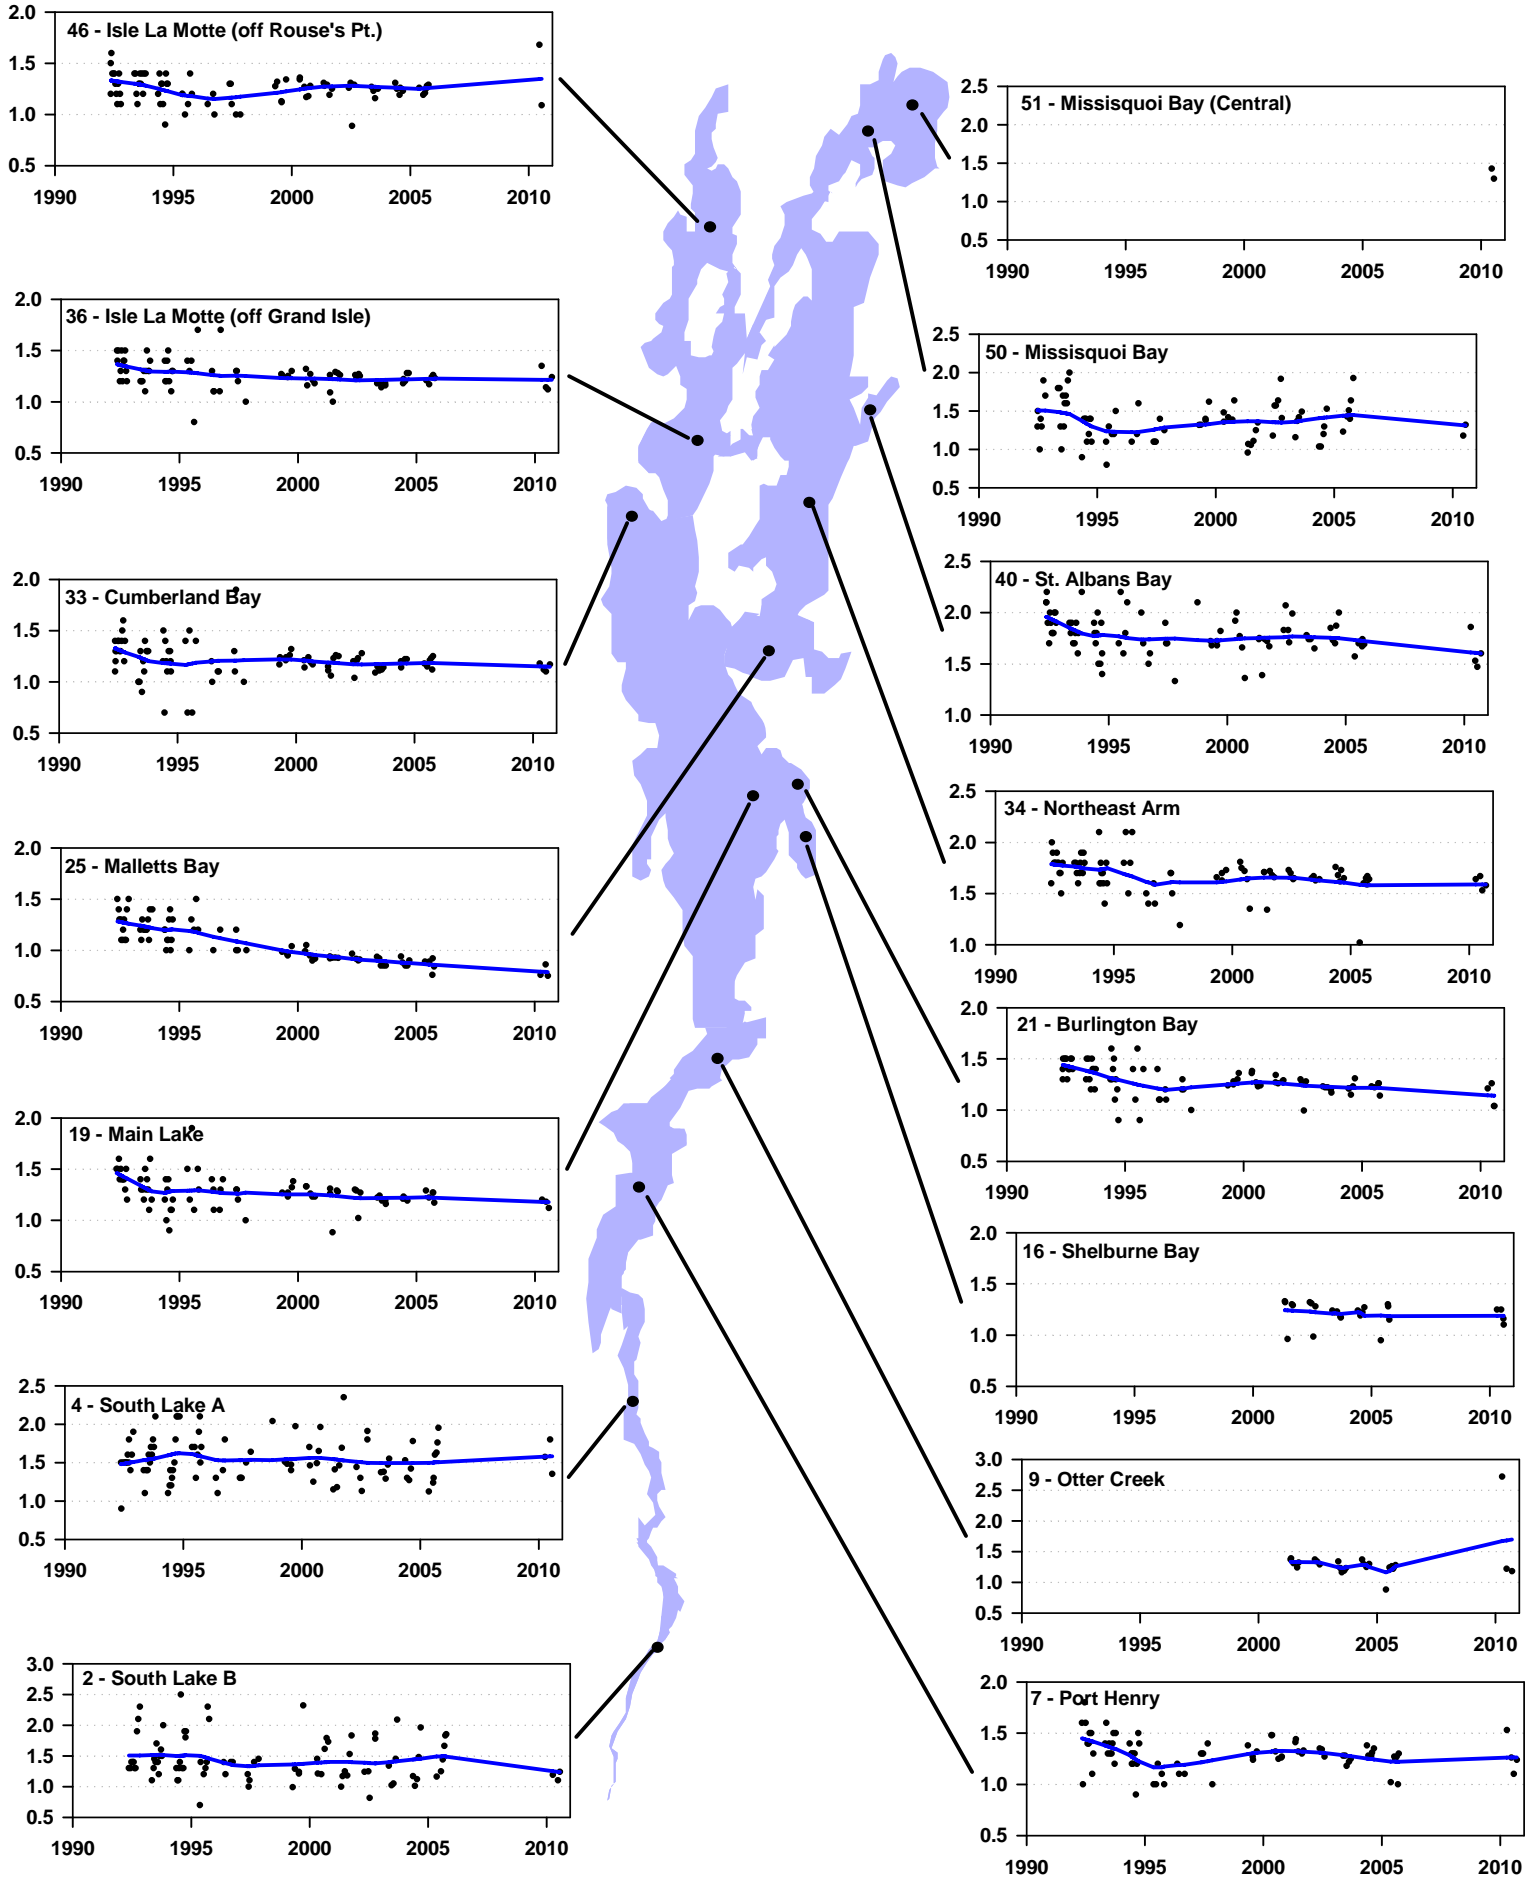 46 - Isle La Motte (off Rouse's Pt.)
2.0
1.5
1.0
0.5
1990 1995 2000 2005 2010
36 - Isle La Motte (off Grand Isle)
2.0
1.5
1.0
0.5
1990 1995 2000 2005 2010
33 - Cumberland Bay
2.0
1.5
1.0
0.5
1990 1995 2000 2005 2010
25 - Malletts Bay
2.0
1.5
1.0
0.5
1990 1995 2000 2005 2010
19 - Main Lake
2.0
1.5
1.0
0.5
1990 1995 2000 2005 2010
4 - South Lake A
2.5
2.0
1.5
1.0
0.5
1990 1995 2000 2005 2010
2 - South Lake B
3.0
2.5
2.0
1.5
1.0
0.5
1990 1995 2000 2005 2010
51 - Missisquoi Bay (Central)
2.5
2.0
1.5
1.0
0.5
1990 1995 2000 2005 2010
50 - Missisquoi Bay
2.5
2.0
1.5
1.0
0.5
1990 1995 2000 2005 2010
40 - St. Albans Bay
2.5
2.0
1.5
1.0
1990 1995 2000 2005 2010
34 - Northeast Arm
2.5
2.0
1.5
1.0
1990 1995 2000 2005 2010
21 - Burlington Bay
2.0
1.5
1.0
0.5
1990 1995 2000 2005 2010
16 - Shelburne Bay
2.0
1.5
1.0
0.5
1990 1995 2000 2005 2010
9 - Otter Creek
3.0
2.5
2.0
1.5
1.0
0.5
1990 1995 2000 2005 2010
7 - Port Henry
2.0
1.5
1.0
0.5
1990 1995 2000 2005 2010